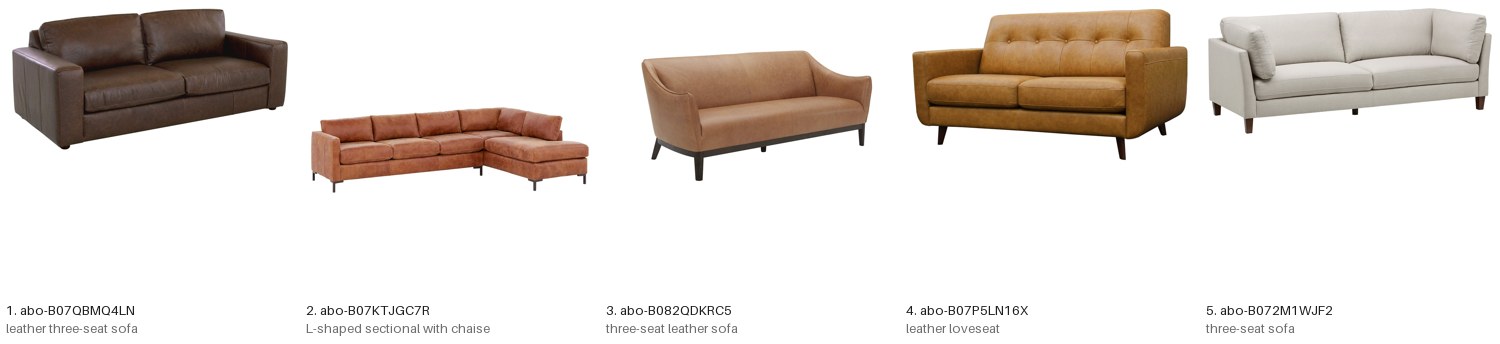 1. abo-B07QBMQ4LN
leather three-seat sofa
2. abo-B07KTJGC7R
L-shaped sectional with chaise
3. abo-B082QDKRC5
three-seat leather sofa
4. abo-B07P5LN16X
leather loveseat
5. abo-B072M1WJF2
three-seat sofa